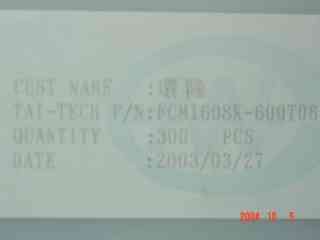 CUST NAME :
TAI-TECH P/N:FCM1608K-600T06
QUANTITY :300 PCS
DATE :2003/03/27
2004 10 5